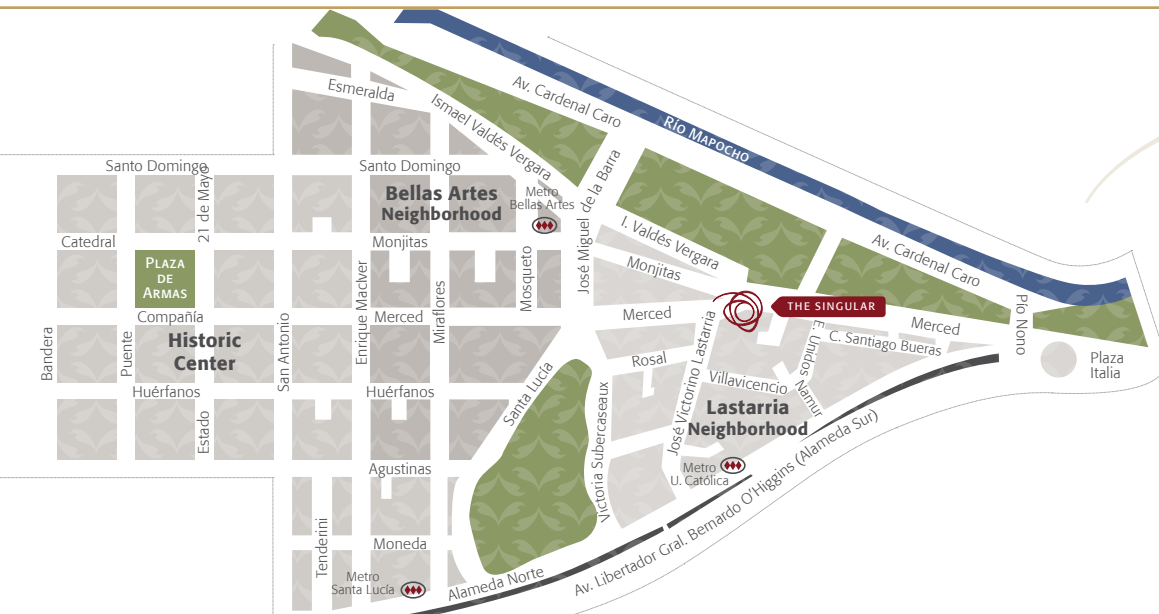 Esmeralda
Ismael Valdés Vergara
Av. Cardenal Caro
Río Mapocho
Santo Domingo
Santo Domingo
21 de Mayo
Bellas Artes
Neighborhood
Metro
Bellas Artes
José Miguel de la Barra
I. Valdés Vergara
Av. Cardenal Caro
Catedral
Monjitas
Monjitas
Plaza
de
Armas
Mosqueto
Enrique MacIver
Miraflores
Compañía
Merced
Merced
THE SINGULAR
Merced
Pío Nono
Bandera
Puente
Historic
Center
San Antonio
Rosal
José Victorino Lastarria
E. Unidos
C. Santiago Bueras
Plaza
Italia
Huérfanos
Huérfanos
Santa Lucía
Victoria Subercaseaux
Villavicencio
Namur
Lastarria
Neighborhood
Estado
Agustinas
Metro
U. Católica
Av. Libertador Gral. Bernardo O'Higgins (Alameda Sur)
Tenderini
Moneda
Metro
Santa Lucía
Alameda Norte